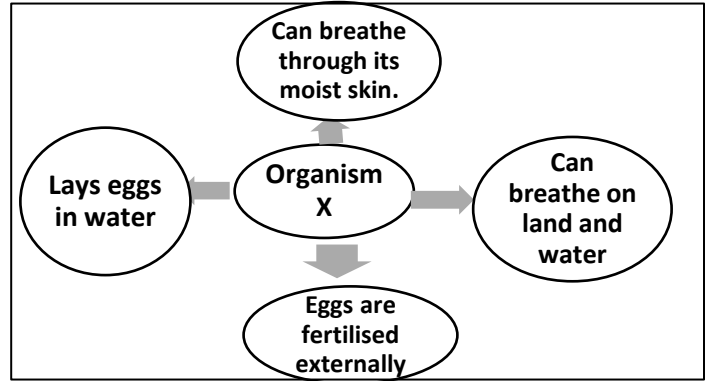 Can breathe
through its
moist skin.
Lays eggs
in water
Organism
X
Can
breathe on
land and
water
Eggs are
fertilised
externally